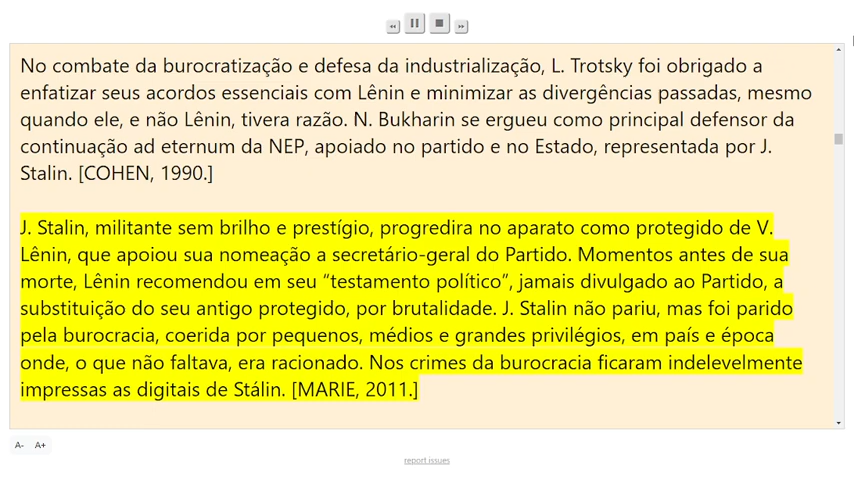 No combate da burocratização e defesa da industrialização, L. Trotsky foi obrigado a
enfatizar seus acordos essenciais com Lênin e minimizar as divergências passadas, mesmo
quando ele, e não Lênin, tivera razão. N. Bukharin se ergueu como principal defensor da
continuação ad eternum da NEP, apoiado no partido e no Estado, representada por J.
Stalin. [COHEN, 1990.]
J. Stalin, militante sem brilho e prestígio, progredira no aparato como protegido de V.
Lênin, que apoiou sua nomeação a secretário-geral do Partido. Momentos antes de sua
morte, Lênin recomendou em seu “testamento político”, jamais divulgado ao Partido, a
substituição do seu antigo protegido, por brutalidade. J. Stalin não pariu, mas foi parido
pela burocracia, coerida por pequenos, médios e grandes privilégios, em país e época
onde, o que não faltava, era racionado. Nos crimes da burocracia ficaram indelevelmente
impressas as digitais de Stálin. [MARIE, 2011.]
A- A+
report issues